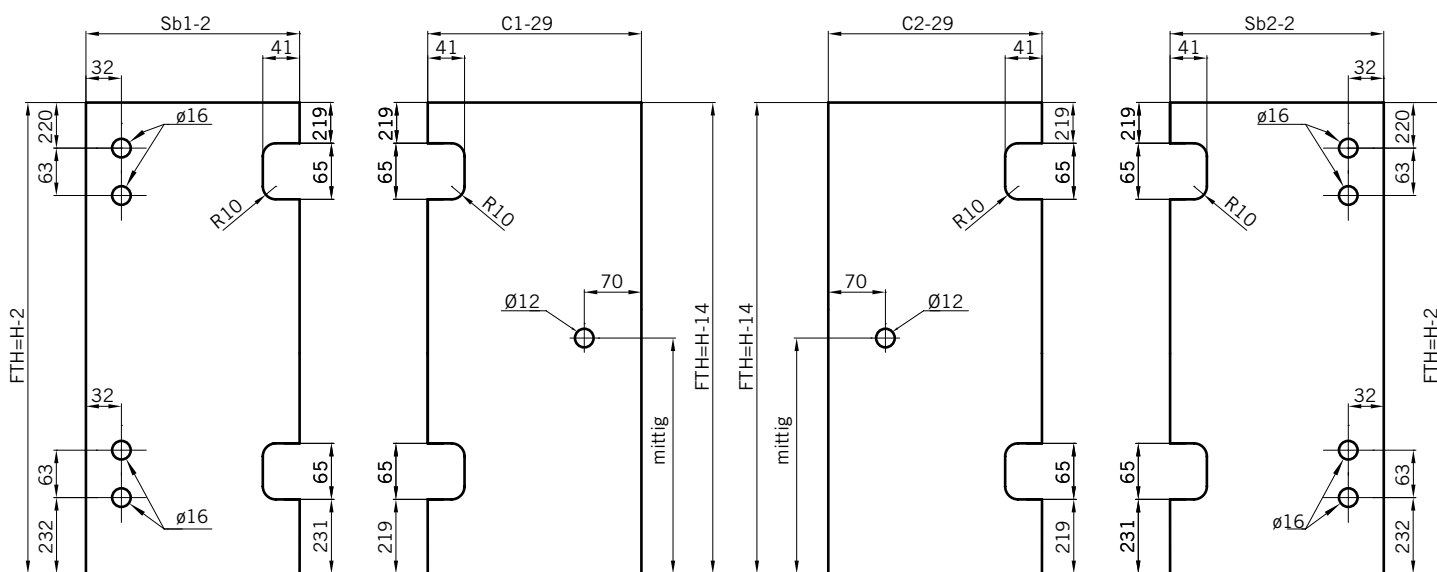 Sb1-2
C1-29
C2-29
Sb2-2
41
41
41
41
32
32
220
ø16
219
219
219
219
ø16
220
63
65
65
65
65
63
R10
R10
R10
R10
70
70
Ø12
Ø12
FTH=H-2
FTH=H-14
FTH=H-14
FTH=H-2
32
mittig
mittig
32
63
65
65
65
65
63
232
ø16
231
219
219
231
ø16
232